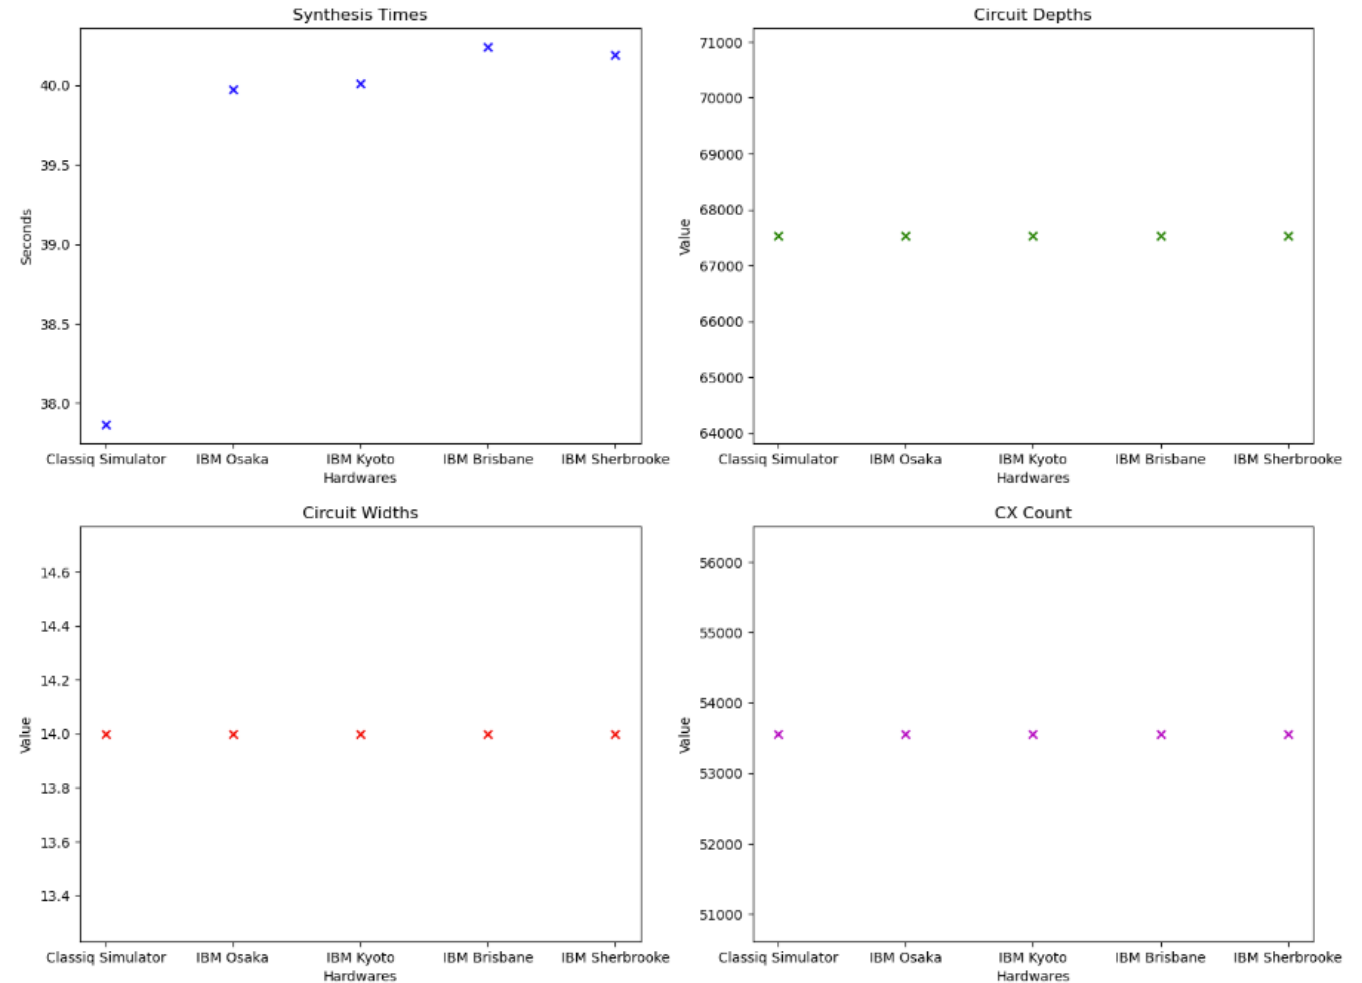 Synthesis Times
40.0
39.5
39.0
38.5
38.0
Seconds
Classiq Simulator IBM Osaka IBM Kyoto IBM Brisbane IBM Sherbrooke
Hardwares
Circuit Depths
71000
70000
69000
68000
67000
66000
65000
64000
Value
Classiq Simulator IBM Osaka IBM Kyoto IBM Brisbane IBM Sherbrooke
Hardwares
Circuit Widths
14.6
14.4
14.2
14.0
13.8
13.6
13.4
Value
Classiq Simulator IBM Osaka IBM Kyoto IBM Brisbane IBM Sherbrooke
Hardwares
CX Count
56000
55000
54000
53000
52000
51000
Value
Classiq Simulator IBM Osaka IBM Kyoto IBM Brisbane IBM Sherbrooke
Hardwares